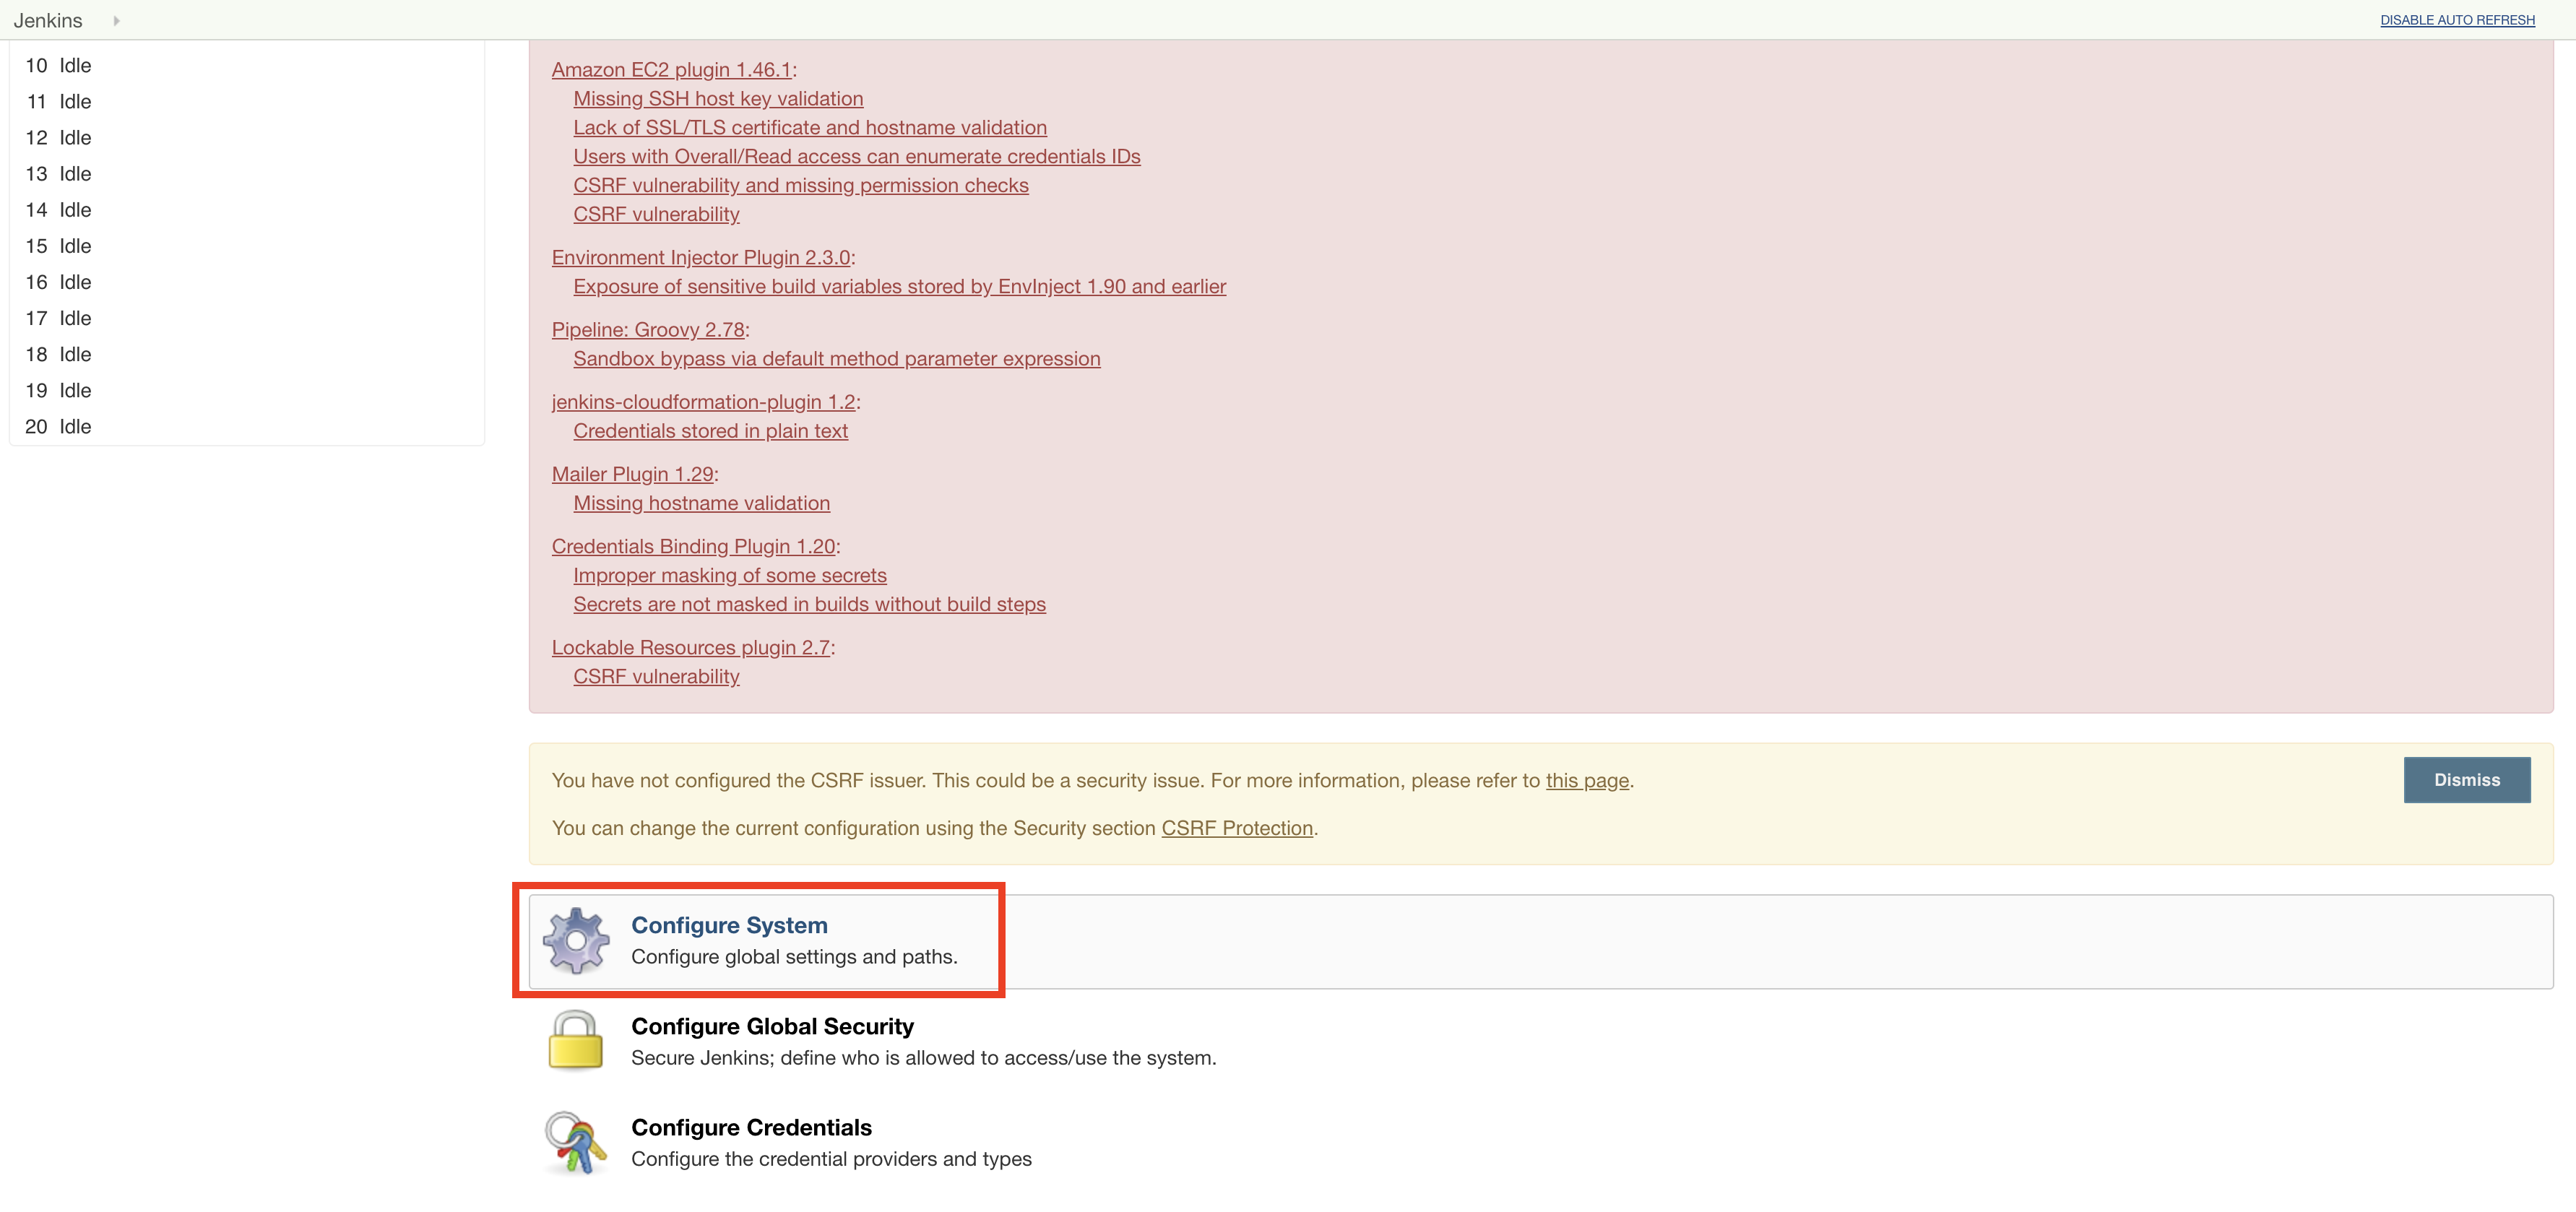 Jenkins
DISABLE AUTO REFRESH
10 Idle
11 Idle
12 Idle
13 Idle
14 Idle
15 Idle
16 Idle
17 Idle
18 Idle
19 Idle
20 Idle
Amazon EC2 plugin 1.46.1:
Missing SSH host key validation
Lack of SSL/TLS certificate and hostname validation
Users with Overall/Read access can enumerate credentials IDs
CSRF vulnerability and missing permission checks
CSRF vulnerability
Environment Injector Plugin 2.3.0:
Exposure of sensitive build variables stored by EnvInject 1.90 and earlier
Pipeline: Groovy 2.78:
Sandbox bypass via default method parameter expression
jenkins-cloudformation-plugin 1.2:
Credentials stored in plain text
Mailer Plugin 1.29:
Missing hostname validation
Credentials Binding Plugin 1.20:
Improper masking of some secrets
Secrets are not masked in builds without build steps
Lockable Resources plugin 2.7:
CSRF vulnerability
You have not configured the CSRF issuer. This could be a security issue. For more information, please refer to this page.
Dismiss
You can change the current configuration using the Security section CSRF Protection.
Configure System
Configure global settings and paths.
Configure Global Security
Secure Jenkins; define who is allowed to access/use the system.
Configure Credentials
Configure the credential providers and types